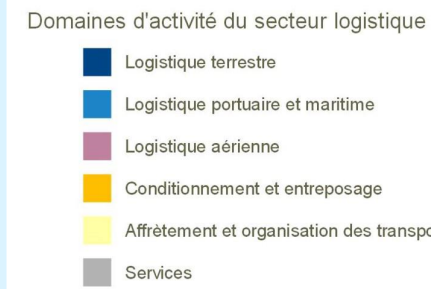 Domaines d'activité du secteur logistique
Logistique terrestre
Logistique portuaire et maritime
Logistique aérienne
Conditionnement et entreposage
Affrètement et organisation des transpo
Services